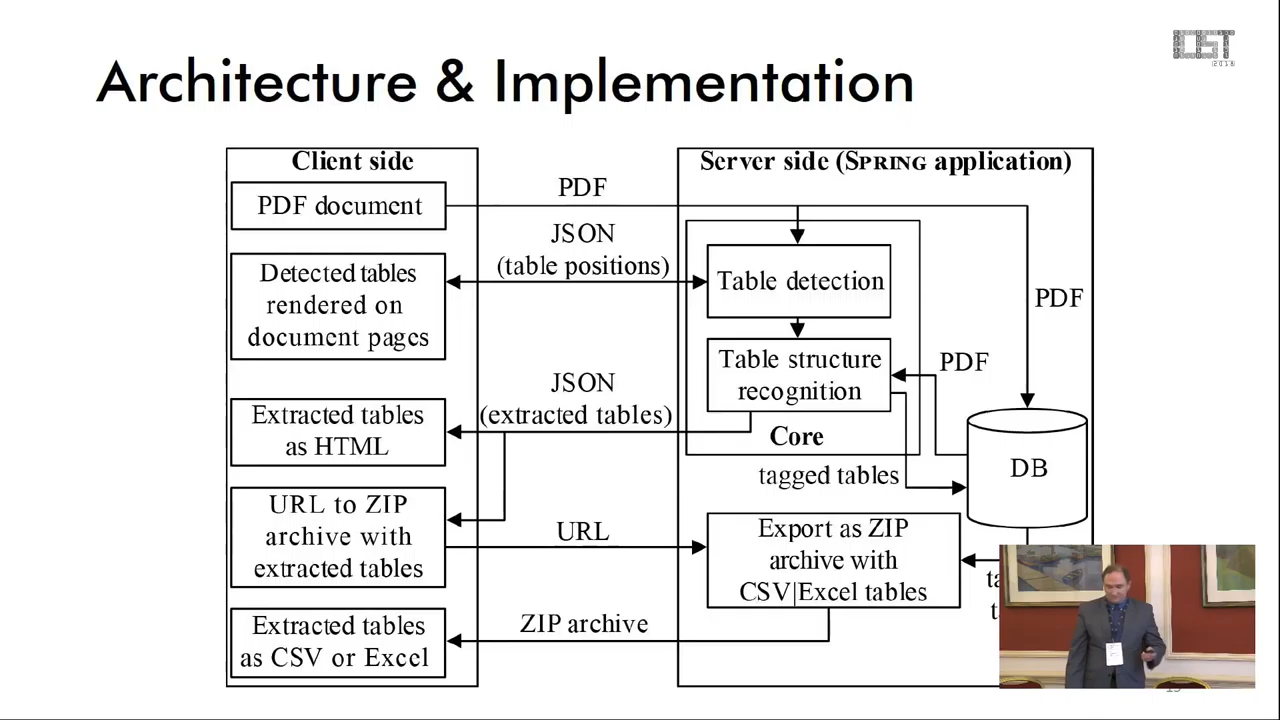 Architecture & Implementation
2018
Client side
PDF document
Detected tables
rendered on
document pages
Extracted tables
as HTML
URL to ZIP
archive with
extracted tables
Extracted tables
as CSV or Excel
PDF
JSON
(table positions)
JSON
(extracted tables)
URL
ZIP archive
Server side (SPRING application)
Table detection
Table structure
recognition
Core
PDF
PDF
tagged tables
DB
Export as ZIP
archive with
CSV|Excel tables